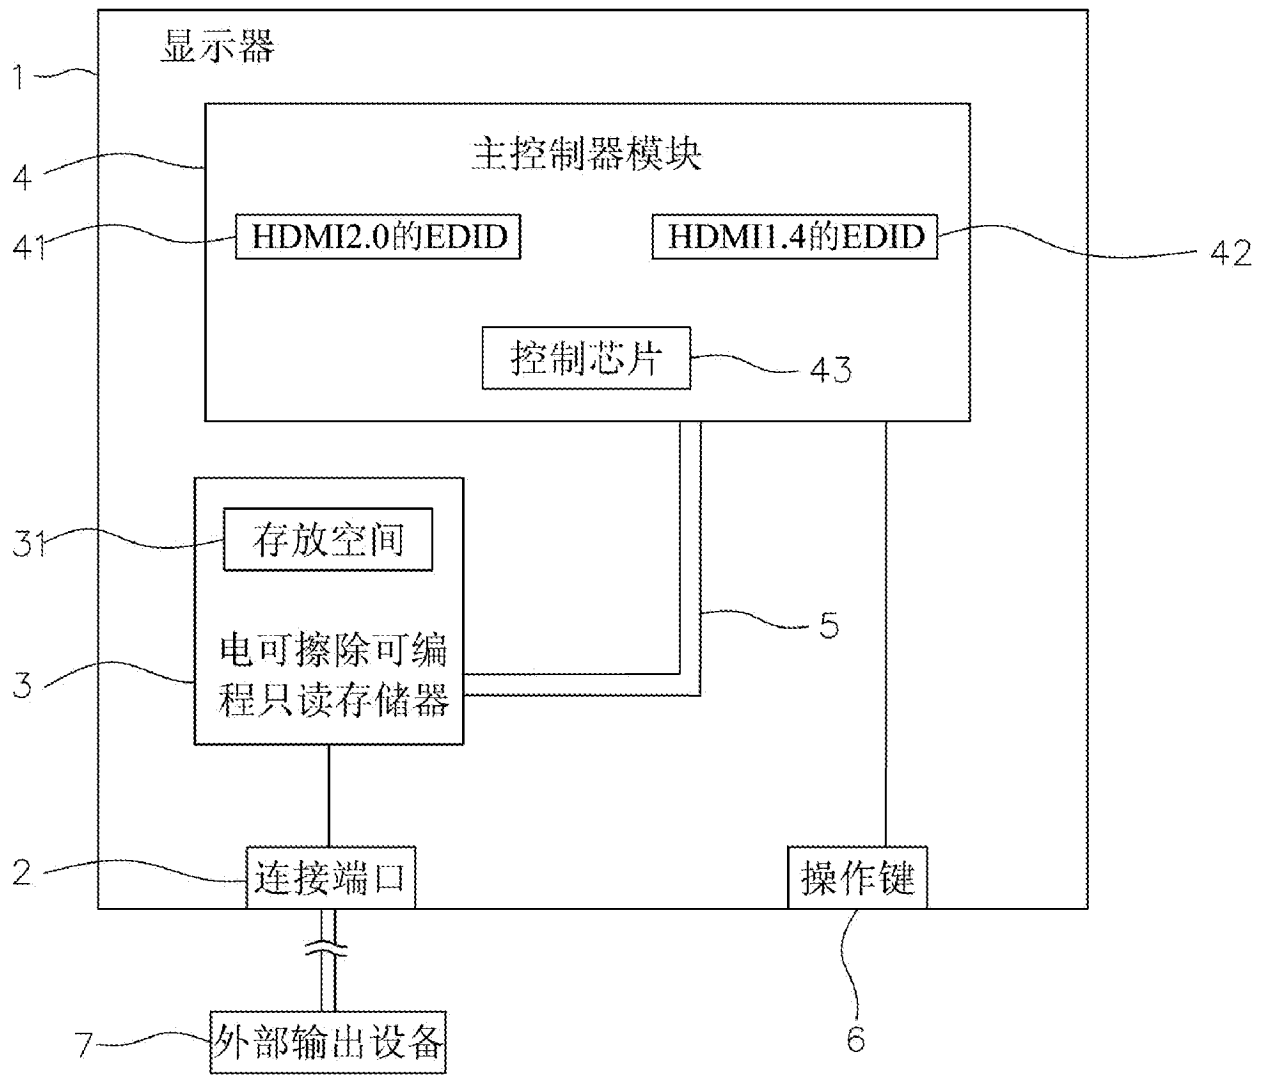 显示器
1
主控制器模块
4
41
HDMI2.0的EDID
HDMI1.4的EDID
42
控制芯片
43
31
存放空间
5
电可擦除可编
程只读存储器
3
2
连接端口
操作键
7
外部输出设备
6